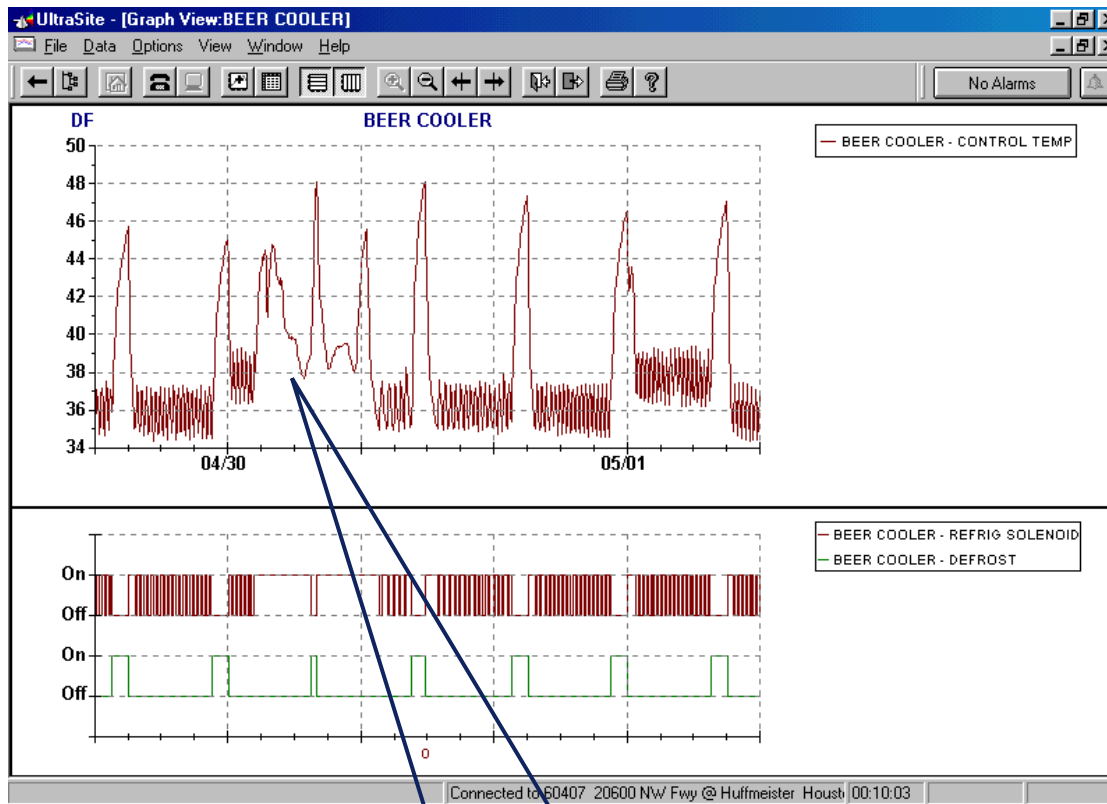 UltraSite - [Graph View:BEER COOLER]
File Data Options View Window Help
No Alarms
DF
BEER COOLER
BEER COOLER - CONTROL TEMP
50
48
46
44
42
40
38
36
34
04/30 05/01
BEER COOLER - REFRIG SOLENOID
BEER COOLER - DEFROST
On
Off
On
Off
0
Connected to 60407 20600 NW Fwy @ Huffmeister Houst 00:10:03